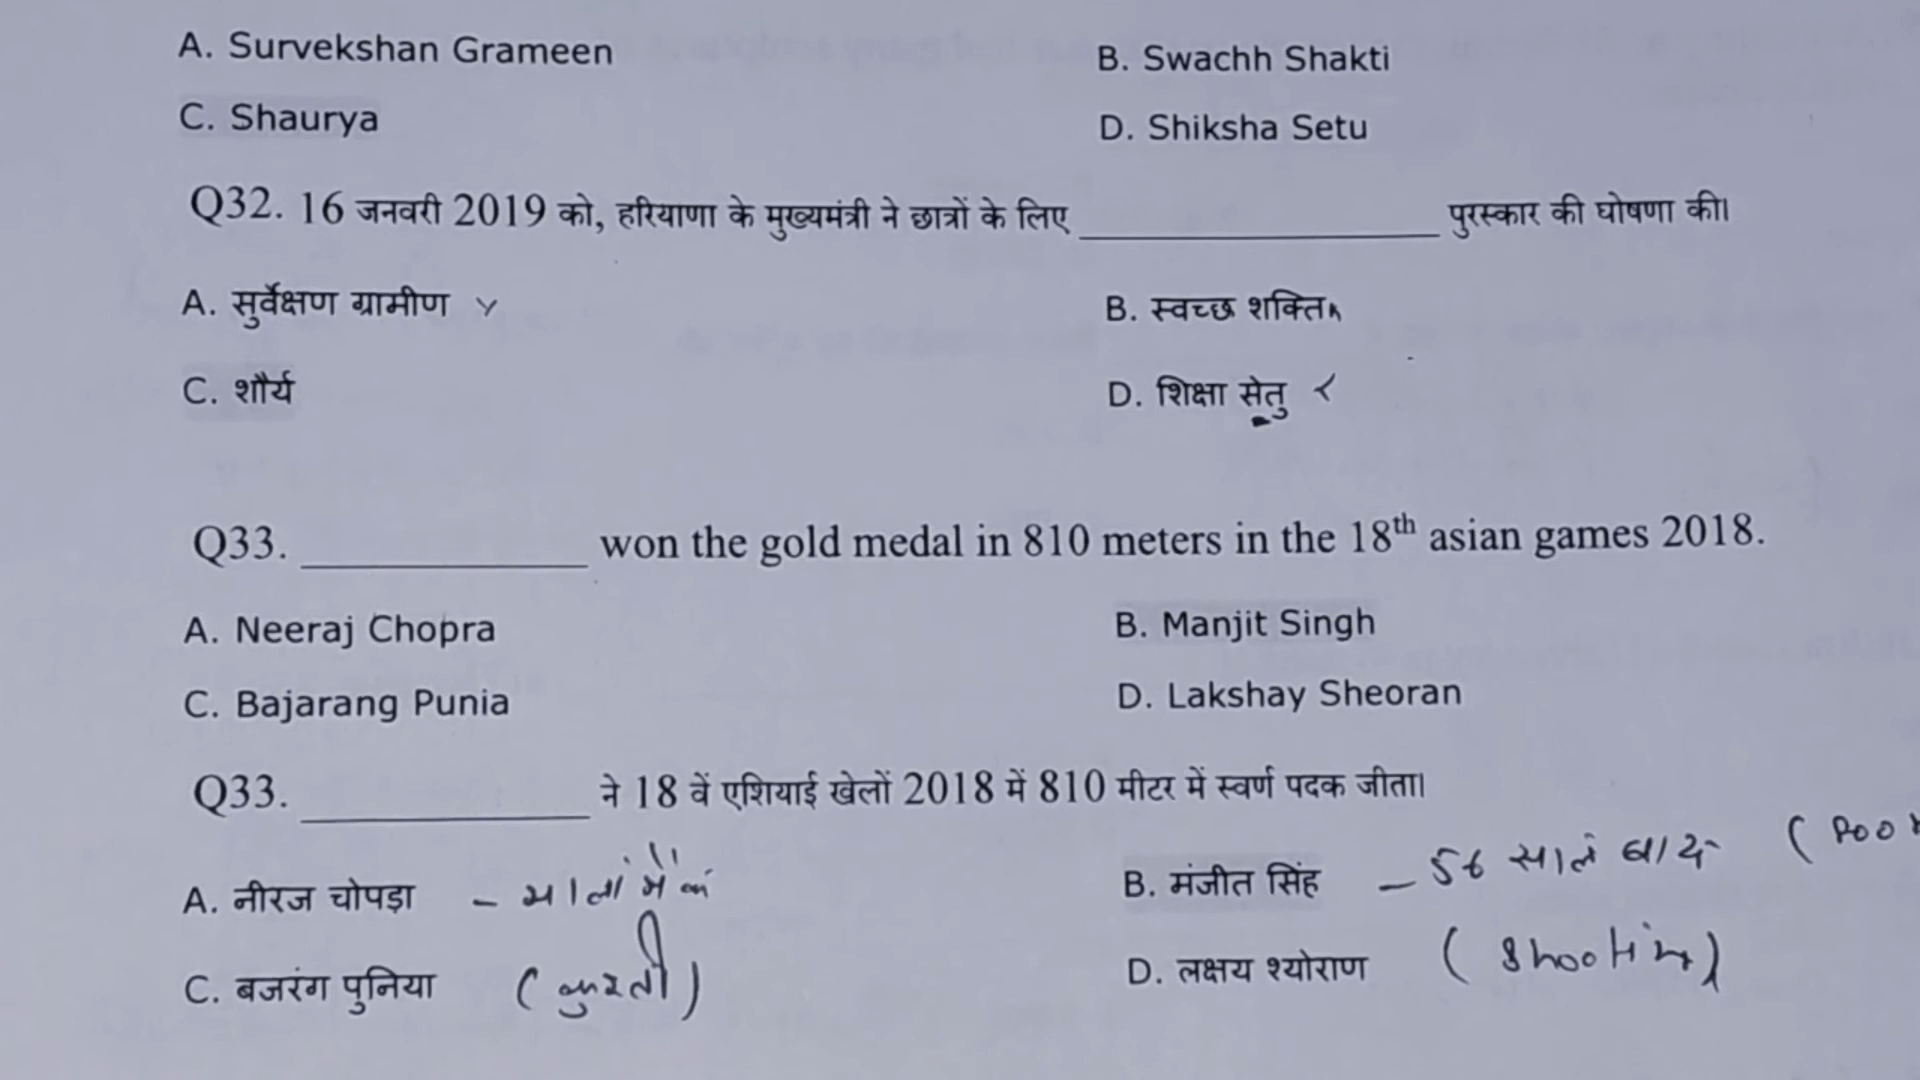 A. Survekshan Grameen B. Swachh Shakti
C. Shaurya D. Shiksha Setu
Q32. 16 जनवरी 2019 को, हरियाणा के मुख्यमंत्री ने छात्रों के लिए ____________ पुरस्कार की घोषणा की।
A. सुर्वेक्षण ग्रामीण B. स्वच्छ शक्ति
C. शौर्य D. शिक्षा सेतु
Q33. ____________ won the gold medal in 810 meters in the 18th asian games 2018.
A. Neeraj Chopra B. Manjit Singh
C. Bajarang Punia D. Lakshay Sheoran
Q33. ____________ ने 18 वें एशियाई खेलों 2018 में 810 मीटर में स्वर्ण पदक जीता।
A. नीरज चोपड़ा - B. मंजीत सिंह - 56 साल बाद
C. बजरंग पुनिया (कुश्ती) D. लक्षय श्योराण (Shooting)